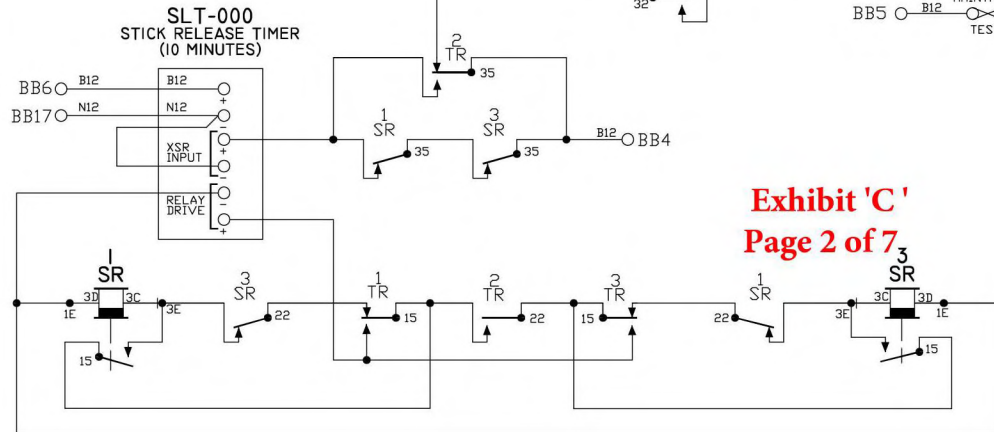 SLT-000
STICK RELEASE TIMER
(10 MINUTES)
32
BB5 B12
TES
2
TR
35
BB6 B12 B12
+
BB17 N12 N12
-
XSR
INPUT
+
-
RELAY
DRIVE
-
+
1
SR
35
3
SR
35
B12 BB4
Exhibit 'C'
Page 2 of 7
1
SR
3D 3C
1E 3E
15
3
SR
22
1
TR
15
2
TR
22
3
TR
15
1
SR
22
3
SR
3C 3D
3E 1E
15